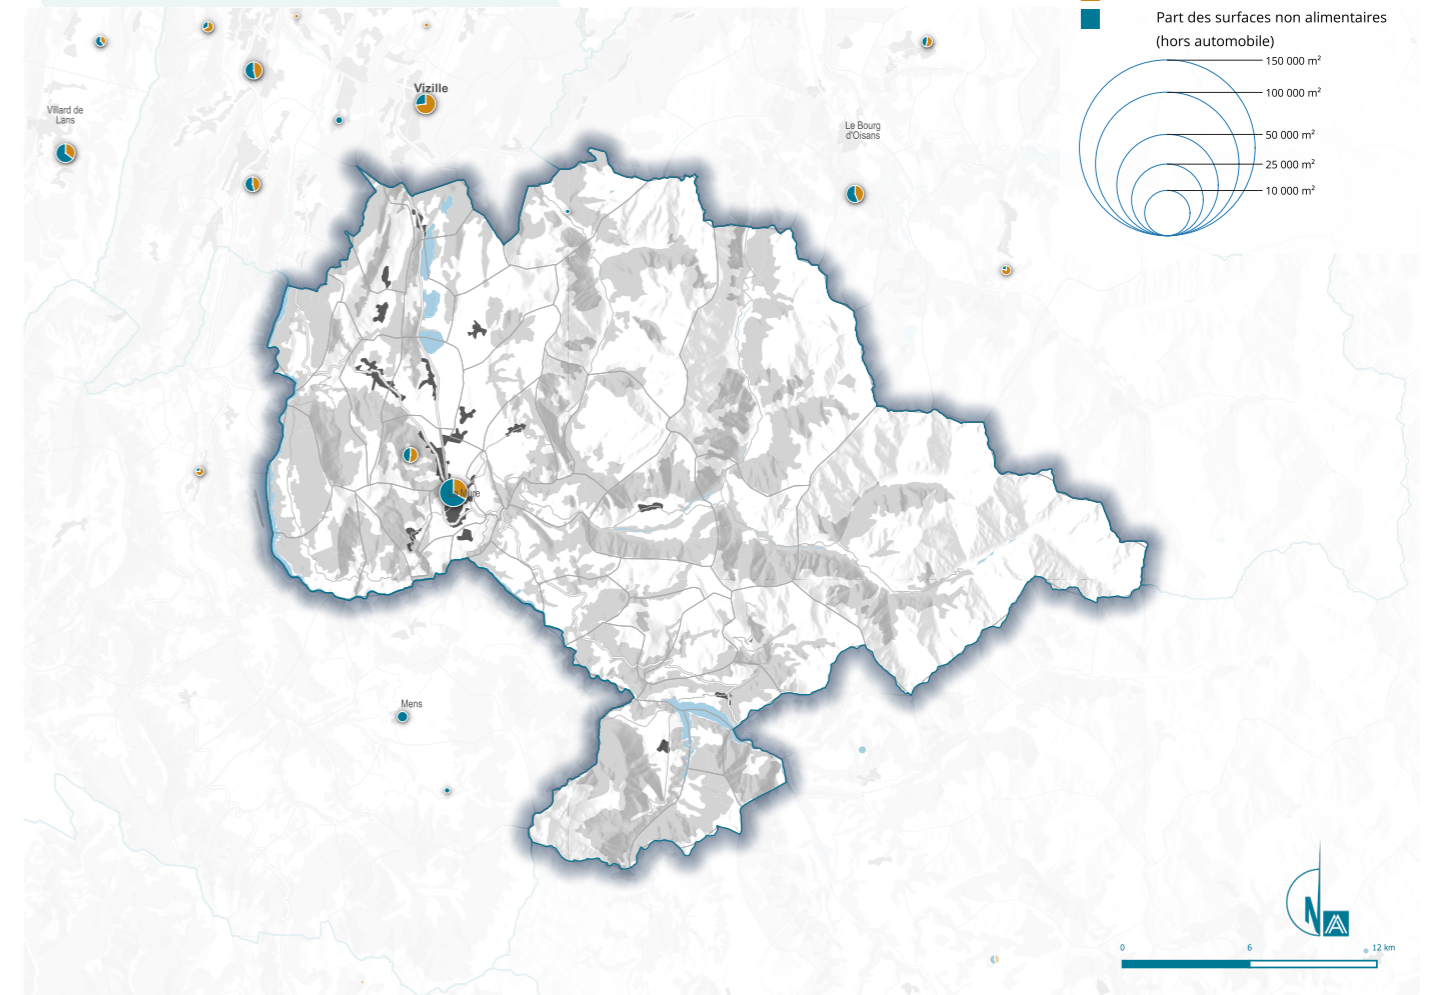 Part des surfaces non alimentaires
(hors automobile)
150 000 m²
100 000 m²
50 000 m²
25 000 m²
10 000 m²
Vizille
Villard de
Lans
Le Bourg
d'Oisans
Mure
Mens
N
0 6 12 km